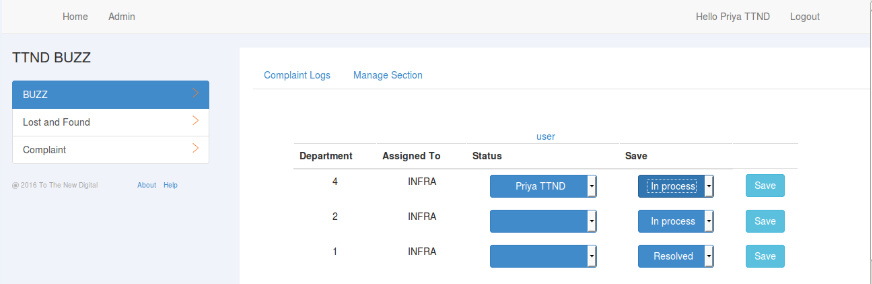 Home Admin Hello Priya TTND Logout
TTND BUZZ
BUZZ
Lost and Found
Complaint
@ 2016 To The New Digital About Help
Complaint Logs Manage Section
user
Department Assigned To Status Save
4 INFRA Priya TTND In process Save
2 INFRA In process Save
1 INFRA Resolved Save